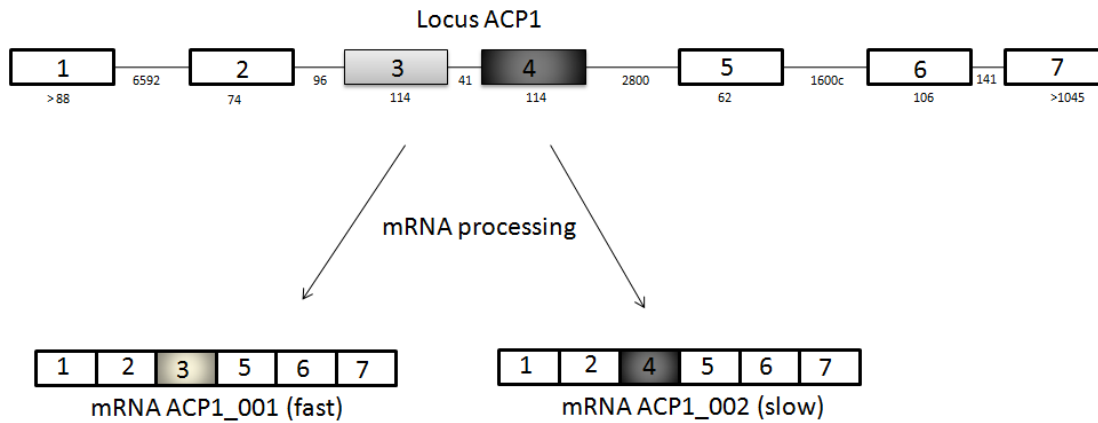 Locus ACP1
1 2 3 4 5 6 7
6592 96 41 2800 1600c 141
>88 74 114 114 62 106 >1045
mRNA processing
1 2 3 5 6 7 1 2 4 5 6 7
mRNA ACP1_001 (fast) mRNA ACP1_002 (slow)